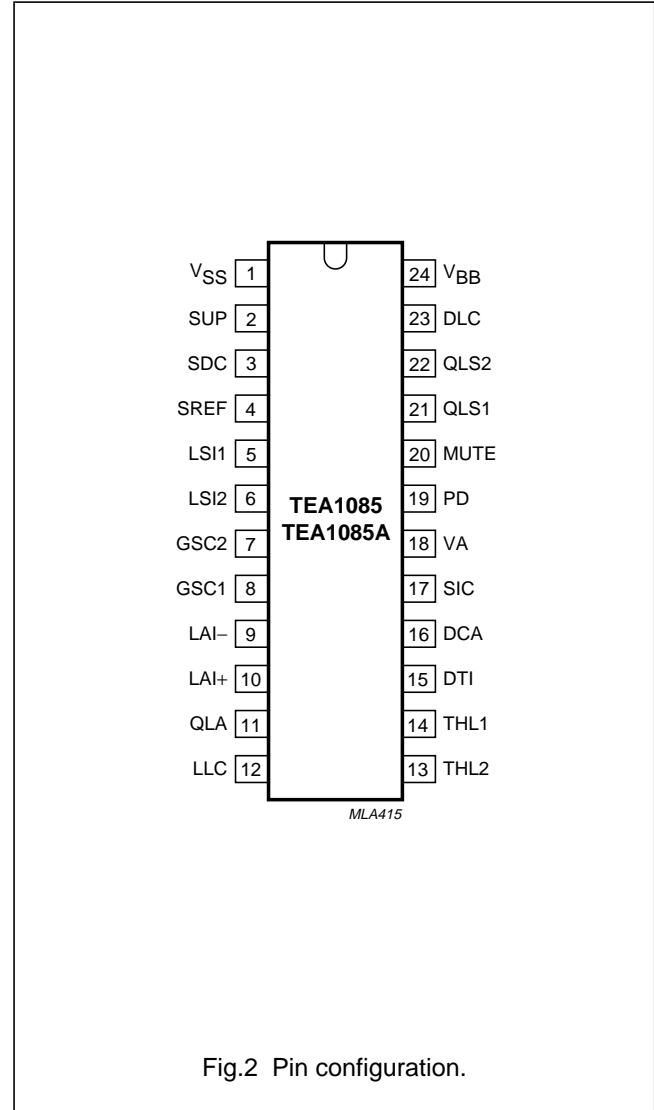 V_SS 1 24 V_BB
SUP 2 23 DLC
SDC 3 22 QLS2
SREF 4 21 QLS1
LSI1 5 20 MUTE
LSI2 6 TEA1085 19 PD
GSC2 7 TEA1085A 18 VA
GSC1 8 17 SIC
LAI− 9 16 DCA
LAI+ 10 15 DTI
QLA 11 14 THL1
LLC 12 13 THL2
MLA415
Fig.2 Pin configuration.